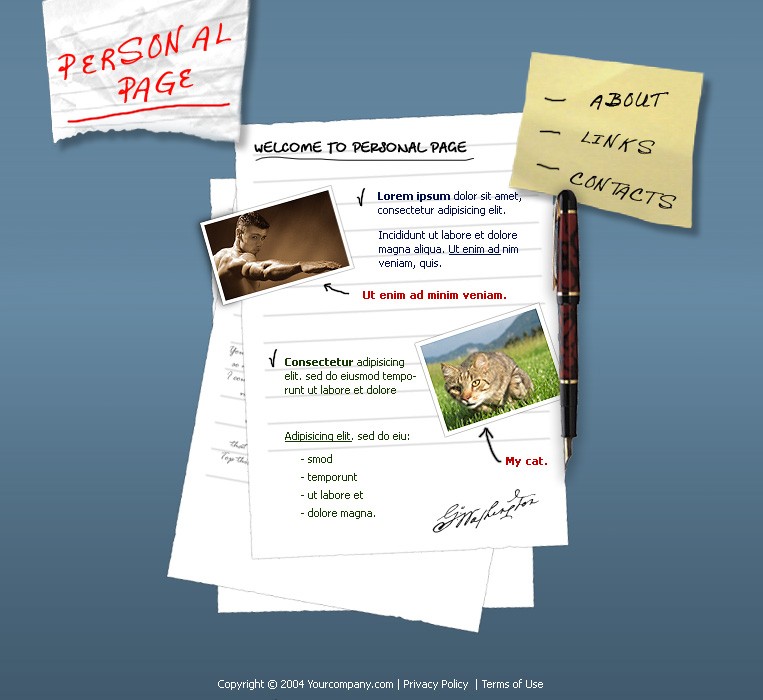 PERSONAL
PAGE
- ABOUT
- LINKS
- CONTACTS
WELCOME TO PERSONAL PAGE
Lorem ipsum dolor sit amet,
consectetur adipisicing elit.
Incididunt ut labore et dolore
magna aliqua. Ut enim ad nim
veniam, quis.
Ut enim ad minim veniam.
Consectetur adipisicing
elit. sed do eiusmod tempo-
runt ut labore et dolore
Adipisicing elit. sed do eiu:
- smod
- temporunt
- ut labore et
- dolore magna.
My cat.
G Washington
Copyright © 2004 Yourcompany.com | Privacy Policy | Terms of Use